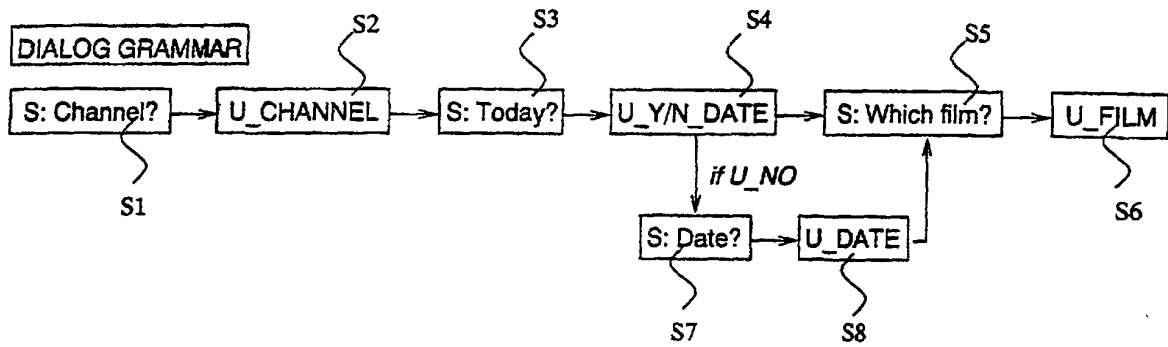 S2
S3
S4
S5
DIALOG GRAMMAR
S: Channel?
U_CHANNEL
S: Today?
U_Y/N_DATE
S: Which film?
U_FILM
if U_NO
S1
S6
S: Date?
U_DATE
S7
S8